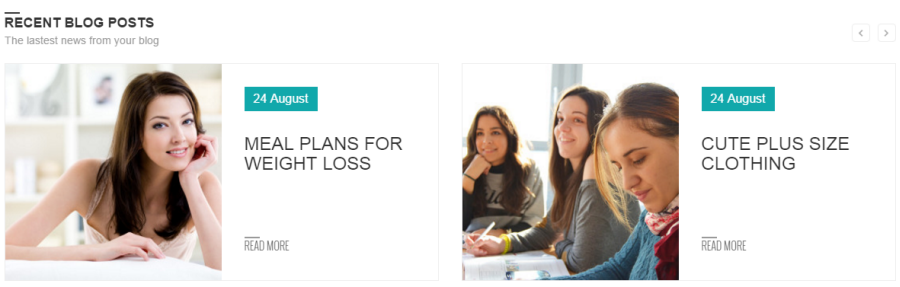 RECENT BLOG POSTS
The lastest news from your blog
24 August
MEAL PLANS FOR
WEIGHT LOSS
READ MORE
24 August
CUTE PLUS SIZE
CLOTHING
READ MORE